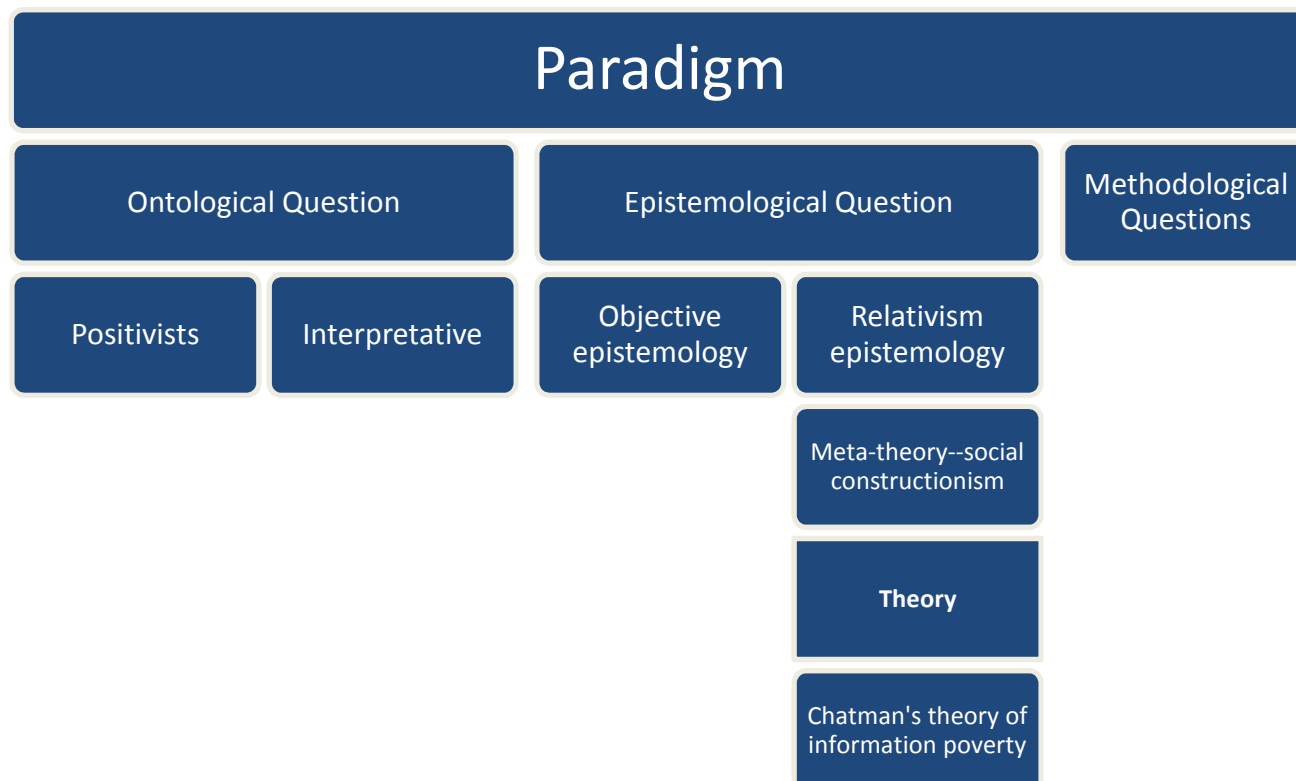 Paradigm
Ontological Question
Epistemological Question
Methodological
Questions
Positivists
Interpretative
Objective
epistemology
Relativism
epistemology
Meta-theory--social
constructionism
Theory
Chatman's theory of
information poverty